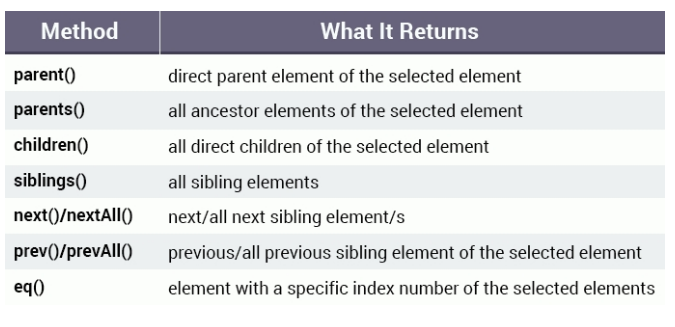 Method What It Returns
parent() direct parent element of the selected element
parents() all ancestor elements of the selected element
children() all direct children of the selected element
siblings() all sibling elements
next()/nextAll() next/all next sibling element/s
prev()/prevAll() previous/all previous sibling element of the selected element
eq() element with a specific index number of the selected elements